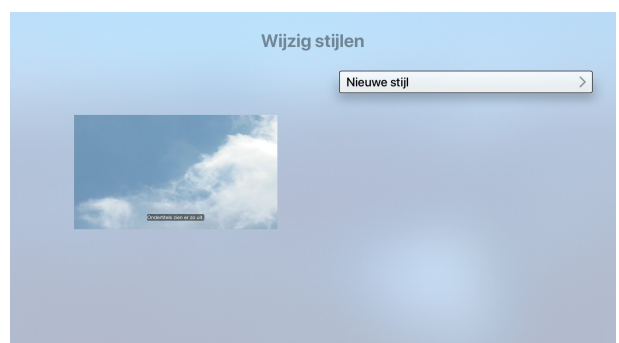 Wijzig stijlen
Nieuwe stijl
Ondertitels zien er zo uit.